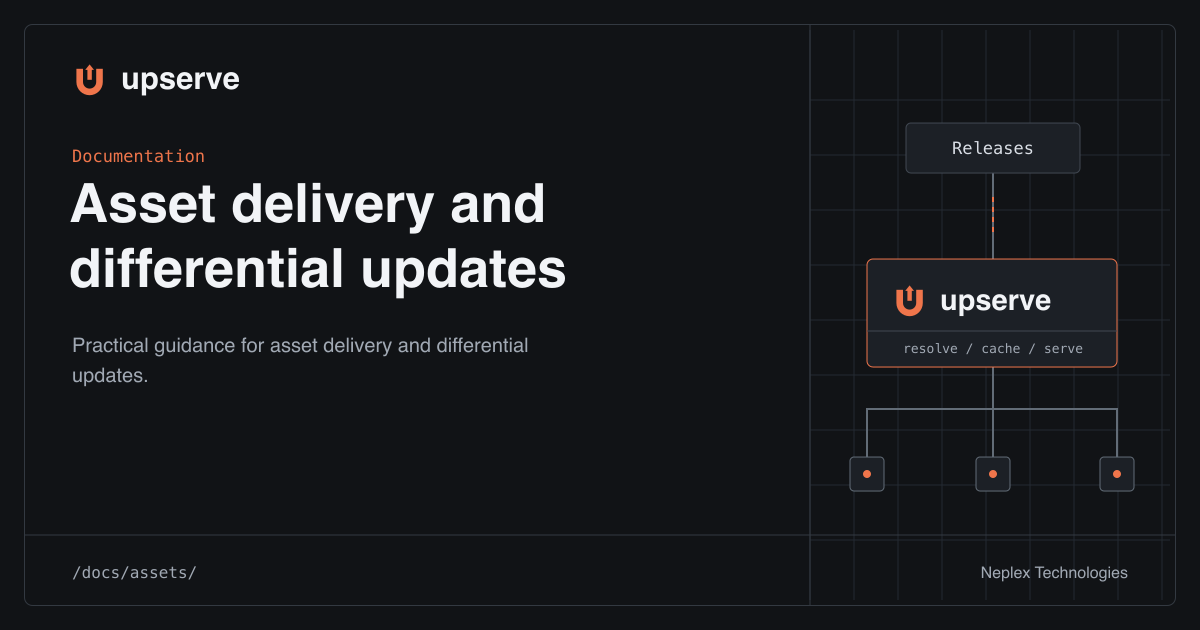 upserve
Documentation
Asset delivery and
differential updates
Practical guidance for asset delivery and differential
updates.
Releases
upserve
resolve / cache / serve
/docs/assets/
Neplex Technologies